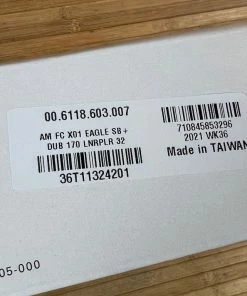 00.6118.603.007
AM FC X01 EAGLE SB +
DUB 170 LNRPLR 32
36T11324201
710845853296
2021 WK36
Made in TAIWAN
05-000